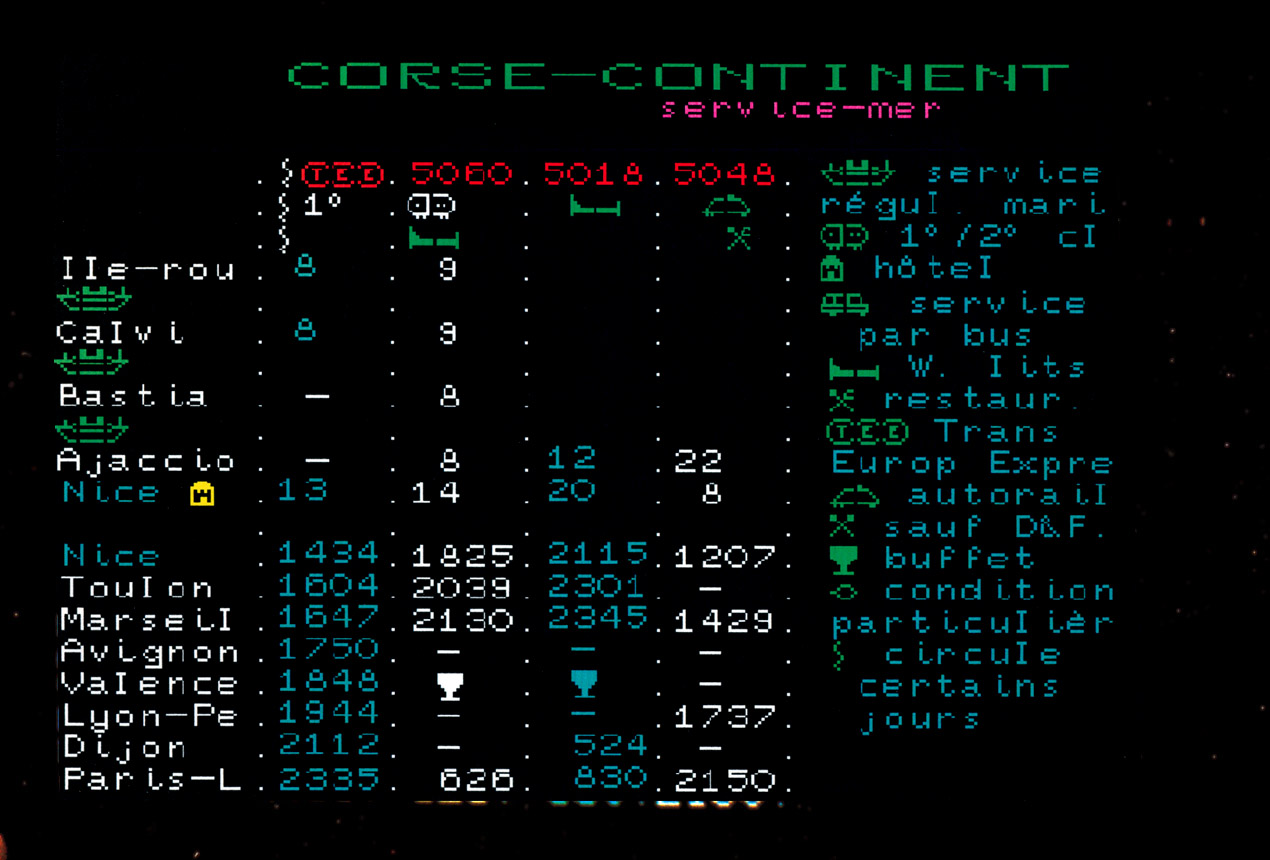 CORSE-CONTINENT
service-mer
. TEE . 5060 . 5018 . 5048 .
. 1° . . . .
. . . . .
Ile-rou . 8 . 9 . . .
. . . . .
Calvi . 8 . 9 . . .
. . . . .
Bastia . — . 8 . . .
. . . . .
Ajaccio . — . 8 . 12 . 22 .
Nice . 13 . 14 . 20 . 8 .
. . . . .
Nice . 1434 . 1825 . 2115 . 1207 .
Toulon . 1604 . 2039 . 2301 . — .
Marseil . 1647 . 2130 . 2345 . 1429 .
Avignon . 1750 . — . — . — .
Valence . 1848 . . . — .
Lyon-Pe . 1944 . — . — . 1737 .
Dijon . 2112 . — . 524 . — .
Paris-L . 2335 . 626 . 830 . 2150 .
service
régul. mari
1°/2° cl
hôtel
service
par bus
W. lits
restaur.
TEE Trans
Europ Expre
autorail
sauf D&F.
buffet
condition
particulièr
circule
certains
jours